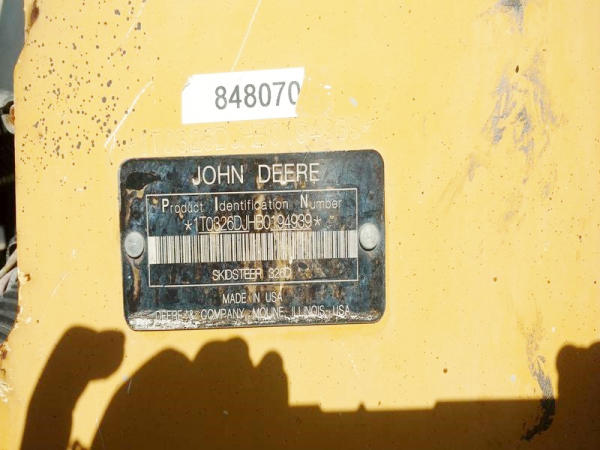 848070
JOHN DEERE
Product Identification Number
*1T0326DJHB0194939*
SKIDSTEER 326D
MADE IN USA
DEERE & COMPANY MOLINE, ILLINOIS, USA